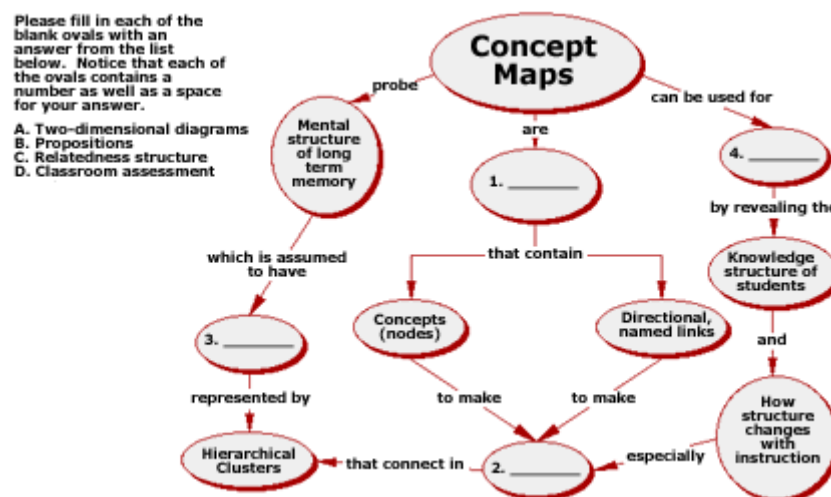 Please fill in each of the
blank ovals with an
answer from the list
below.  Notice that each of
the ovals contains a
number as well as a space
for your answer.
A. Two-dimensional diagrams
B. Propositions
C. Relatedness structure
D. Classroom assessment
Concept
Maps
probe
are
can be used for
Mental
structure
of long
term
memory
1. ________
4. ________
by revealing the
which is assumed
to have
that contain
Knowledge
structure of
students
Concepts
(nodes)
Directional,
named links
3. ________
and
represented by
to make
to make
How
structure
changes
with
instruction
Hierarchical
Clusters
that connect in
2. ________
especially